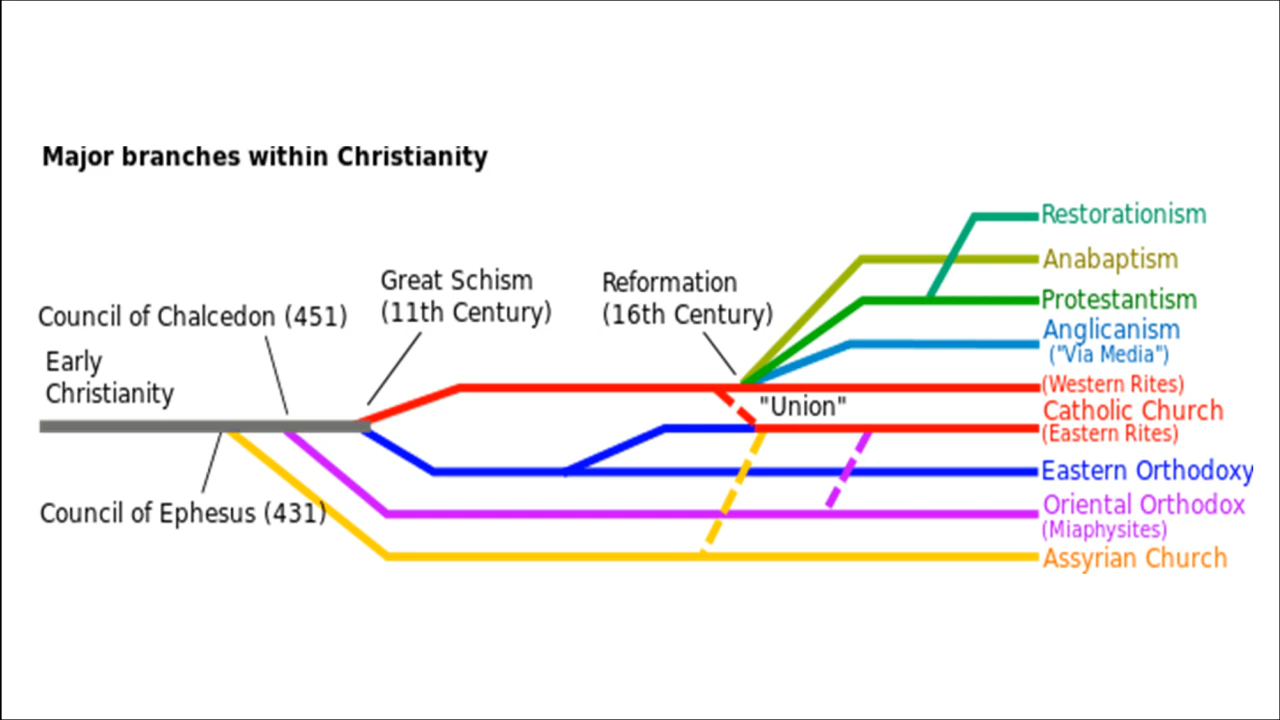 Major branches within Christianity
Restorationism
Anabaptism
Great Schism
(11th Century)
Reformation
(16th Century)
Protestantism
Council of Chalcedon (451)
Anglicanism
("Via Media")
Early
Christianity
(Western Rites)
"Union"
Catholic Church
(Eastern Rites)
Eastern Orthodoxy
Council of Ephesus (431)
Oriental Orthodox
(Miaphysites)
Assyrian Church